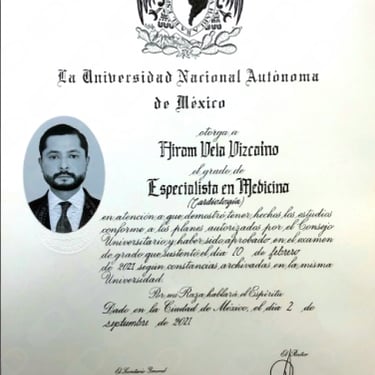 La Universidad Nacional Autónoma
de México
otorga a
Hiram Vela Vizcaino
el grado de
Especialista en Medicina
(Cardiología)
en atención a que demostró tener hechos los estudios
conforme a los planes autorizados por el Consejo
Universitario y haber sido aprobado en el examen
de grado que sustentó el día 10 de febrero
de 2021 según constancias archivadas en la misma
Universidad.
Por mi Raza hablará el Espíritu
Dado en la Ciudad de México, el día 2 de
septiembre de 2021
El Rector
El Secretario General